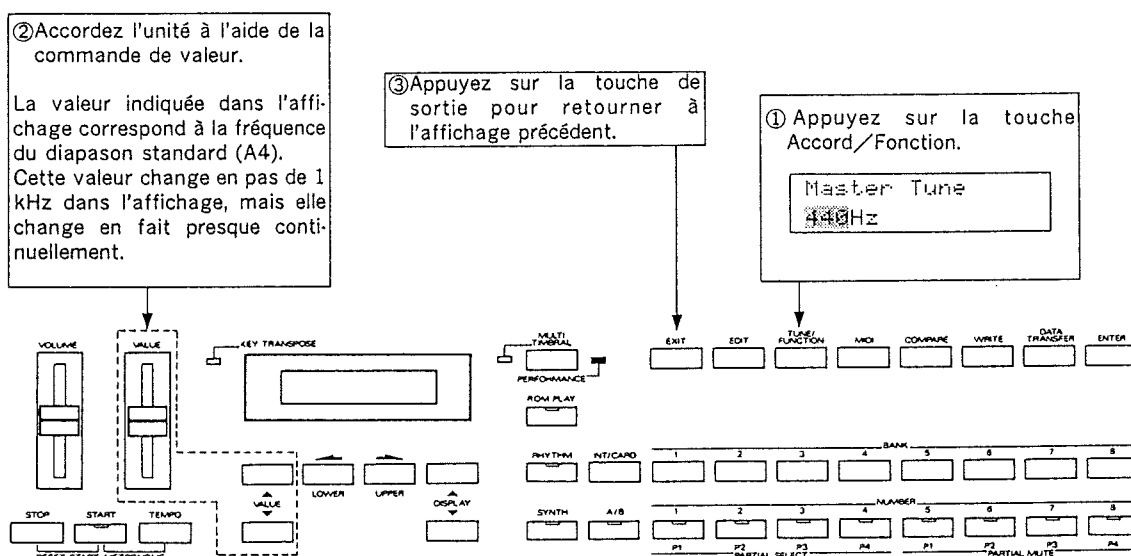 ②Accordez l'unité à l'aide de la
commande de valeur.
La valeur indiquée dans l'affi-
chage correspond à la fréquence
du diapason standard (A4).
Cette valeur change en pas de 1
kHz dans l'affichage, mais elle
change en fait presque conti-
nuellement.
③Appuyez sur la touche de
sortie pour retourner à
l'affichage précédent.
① Appuyez sur la touche
Accord/Fonction.
Master Tune
440Hz
VOLUME
VALUE
KEY TRANSPOSE
MULTI
TIMBRAL
PERFORMANCE
EXIT
EDIT
TUNE/
FUNCTION
MIDI
COMPARE
WRITE
DATA
TRANSFER
ENTER
ROM PLAY
RHYTHM
INT/CARD
BANK
1 2 3 4 5 6 7 8
VALUE
LOWER
UPPER
DISPLAY
STOP
START
TEMPO
SYNTH
A/B
NUMBER
1 2 3 4 5 6 7 8
P1 P2 P3 P4 P1 P2 P3 P4
PARTIAL SELECT
PARTIAL MUTE